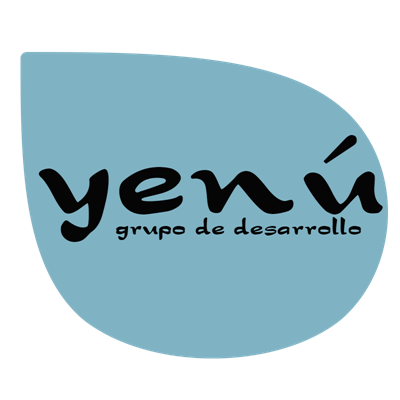 yenú
grupo de desarrollo